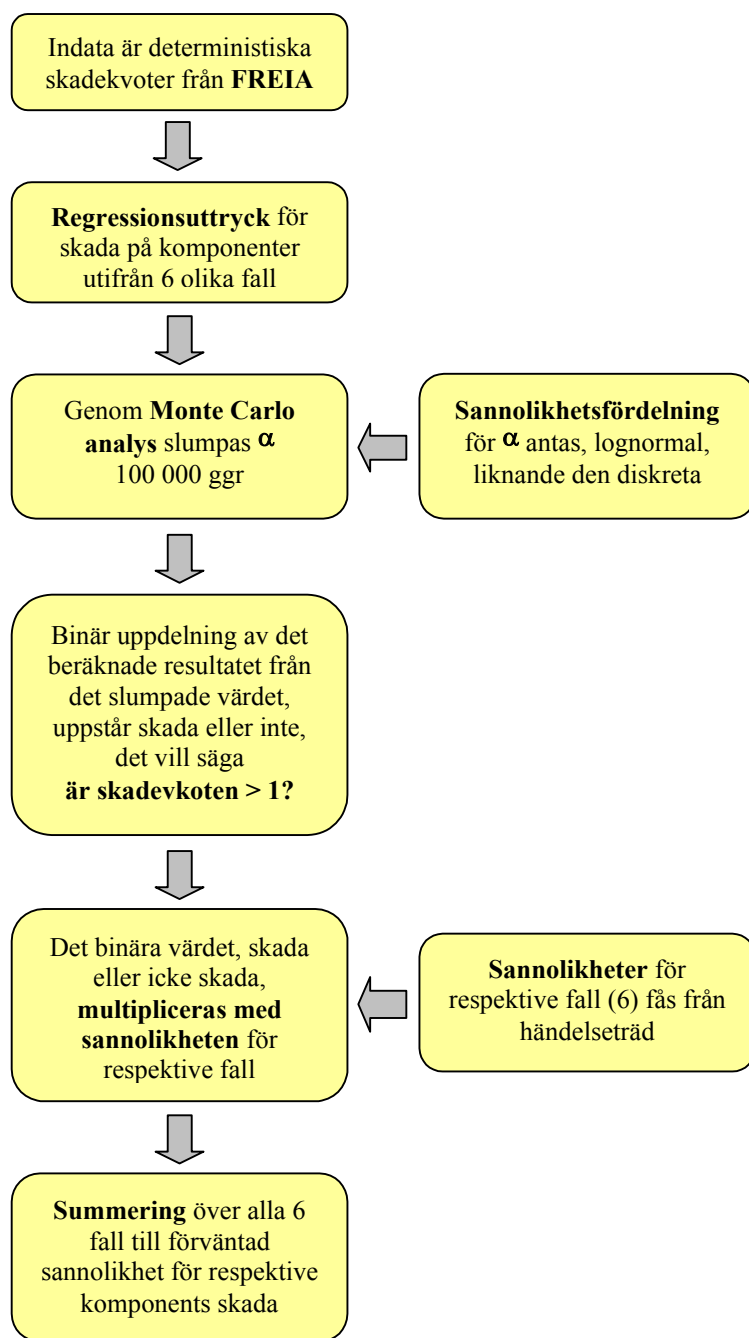 Indata är deterministiska
skadekvoter från FREIA
Regressionsuttryck för
skada på komponenter
utifrån 6 olika fall
Genom Monte Carlo
analys slumpas α
100 000 ggr
Sannolikhetsfördelning
för α antas, lognormal,
liknande den diskreta
Binär uppdelning av det
beräknade resultatet från
det slumpade värdet,
uppstår skada eller inte,
det vill säga
är skadevkoten > 1?
Det binära värdet, skada
eller icke skada,
multipliceras med
sannolikheten för
respektive fall
Sannolikheter för
respektive fall (6) fås från
händelseträd
Summering över alla 6
fall till förväntad
sannolikhet för respektive
komponents skada